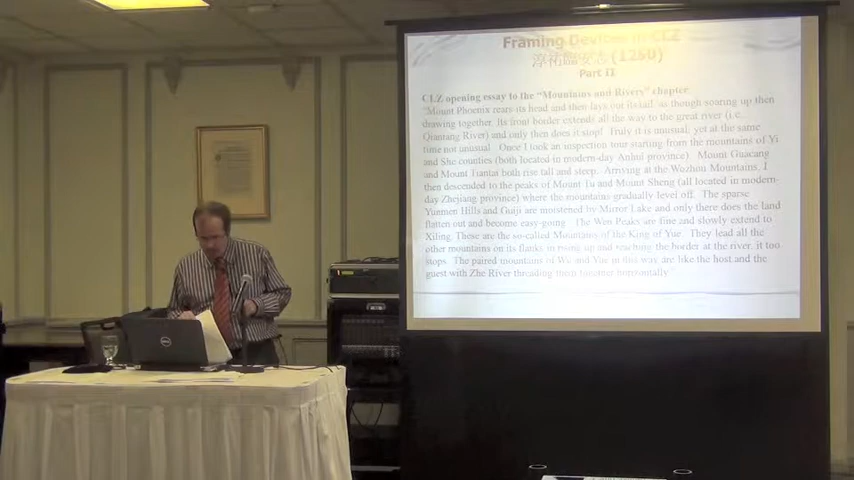 Framing Devices in CLZ
(1260)
Part II
CLZ opening essay to the "Mountains and Rivers" chapter
"Mount Phoenix rears its head and then lays out its tail as though soaring up then
drawing together. Its front border extends all the way to the great river (i.e.
Qiantang River) and only then does it stop! Truly it is unusual, yet at the same
time not unusual. Once I took an inspection tour starting from the mountains of Yi
and She counties (both located in modern-day Anhui province). Mount Guacang
and Mount Tiantai both rise tall and steep. Arriving at the Wozhou Mountains, I
then descended to the peaks of Mount Tu and Mount Sheng (all located in modern-
day Zhejiang province) where the mountains gradually level off. The sparse
Yunmen Hills and Guiji are moistened by Mirror Lake and only there does the land
flatten out and become easy-going. The Wen Peaks are fine and slowly extend to
Xiling. These are the so-called Mountains of the King of Yue. They lead all the
other mountains on its flanks in rising up and reaching the border at the river, it too
stops. The paired mountains of Wu and Yue in this way are like the host and the
guest with Zhe River threading them together horizontally."
DELL